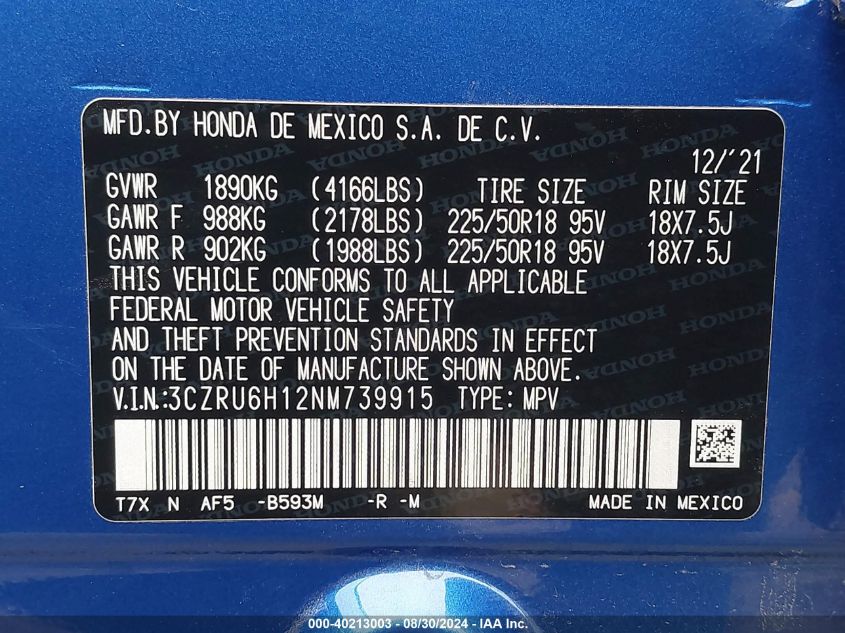 MFD.BY HONDA DE MEXICO S.A. DE C.V.
12/'21
GVWR 1890KG (4166LBS) TIRE SIZE RIM SIZE
GAWR F 988KG (2178LBS) 225/50R18 95V 18X7.5J
GAWR R 902KG (1988LBS) 225/50R18 95V 18X7.5J
THIS VEHICLE CONFORMS TO ALL APPLICABLE
FEDERAL MOTOR VEHICLE SAFETY
AND THEFT PREVENTION STANDARDS IN EFFECT
ON THE DATE OF MANUFACTURE SHOWN ABOVE.
V.I.N.:3CZRU6H12NM739915 TYPE: MPV
T7X N AF5 -B593M -R -M MADE IN MEXICO
000-40213003 - 08/30/2024 - IAA Inc.